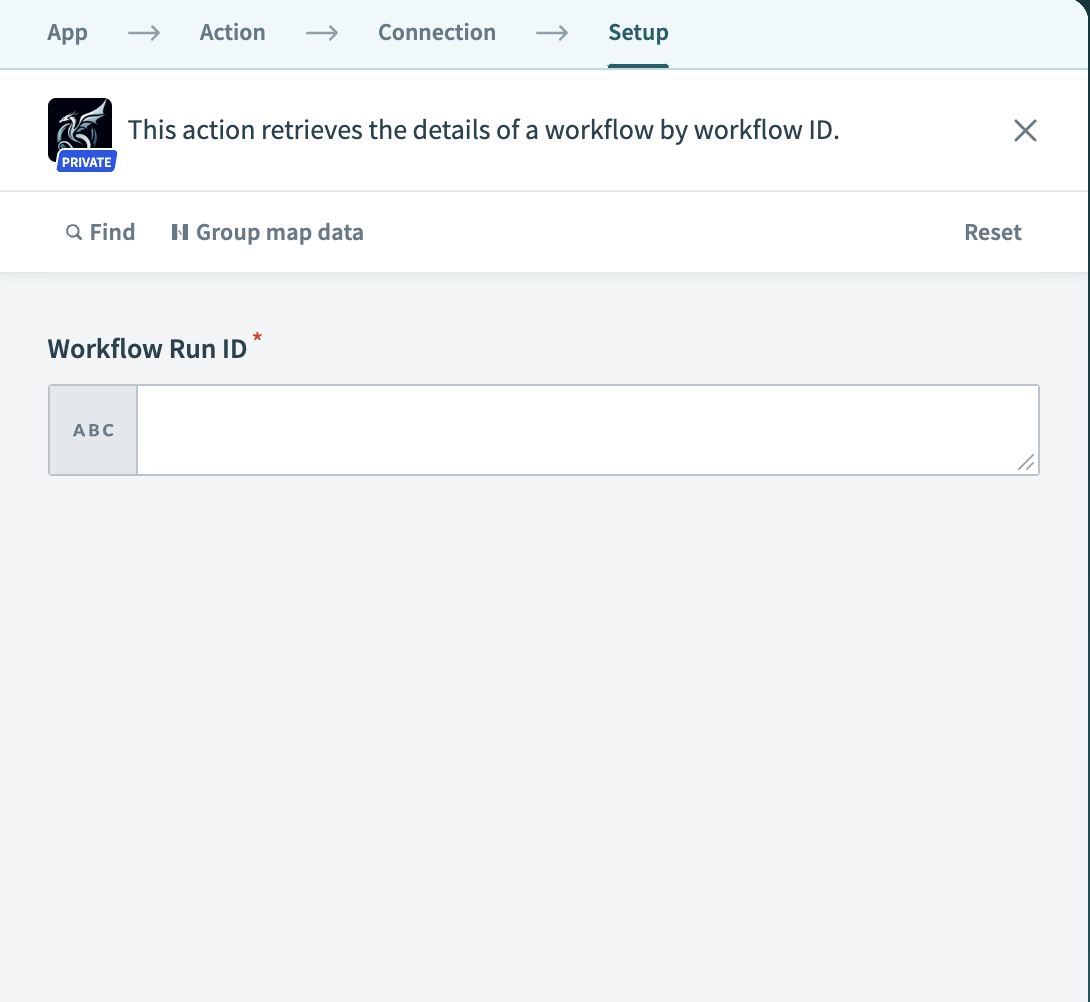 App → Action → Connection → Setup
This action retrieves the details of a workflow by workflow ID.
PRIVATE
Find Group map data Reset
Workflow Run ID *
ABC